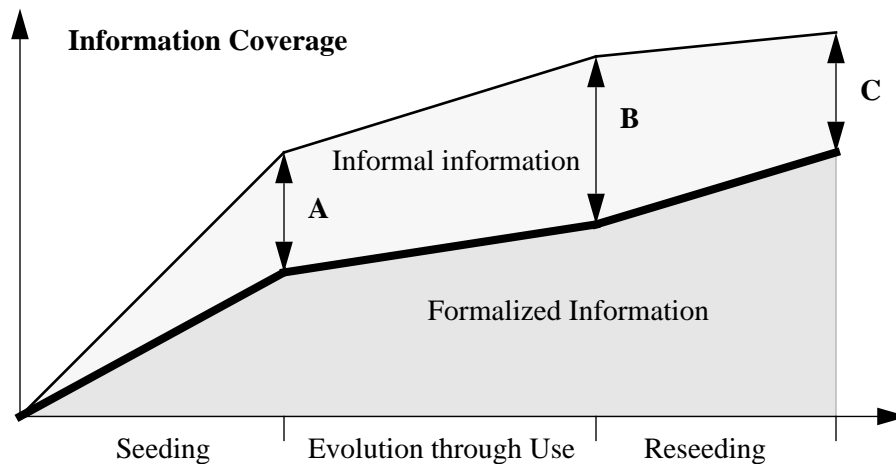 Information Coverage
C
B
Informal information
A
Formalized Information
Seeding
Evolution through Use
Reseeding